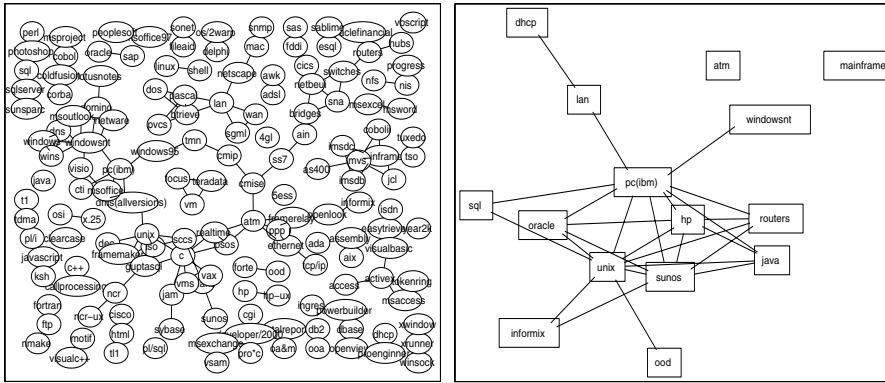 perl
msproject
peoplesoft
msoffice97
sonet
os/2warp
snmp
sas
sablime
vbscript
photoshop
cobol
oracle
sap
fileaid
delphi
mac
fddi
esql
routers
hubs
sql
coldfusion
lotusnotes
linux
shell
netscape
cics
switches
progress
sqlserver
corba
dos
awk
adsl
netbeui
nfs
nis
sunsparc
domino
lan
sna
msexcel
msoutlook
netware
pvcs
wan
bridges
msword
dns
windowsnt
sgml
4gl
ain
cobolii
tuxedo
wins
windows95
tmn
cmip
ss7
imsdc
mvs
tso
visio
pc(ibm)
as400
imsdb
jcl
java
cti
msoffice
focus
teradata
cmise
t1
dms(allversions)
vm
5ess
informix
tdma
osi
x.25
atm
framerelay
openlook
isdn
pl/i
clearcase
unix
sccs
realtime
ppp
easytrieve
year2k
javascript
framemaker
iso
psos
ethernet
ada
assembly
visualbasic
ksh
c++
guptasql
c
tcp/ip
aix
callprocessing
vms
vax
forte
ood
activex
tokenring
fortran
ncr
jam
hp
hp-ux
access
msaccess
ftp
ncr-ux
cisco
sunos
cgi
ingres
powerbuilder
nmake
motif
html
sybase
developer/2000
db2
dbase
dhcp
xwindow
visualc++
tl1
pl/sql
msexchange
pro*c
oa&m
ooa
openview
proenginner
xrunner
vsam
winsock
dhcp
atm
mainframe
lan
windowsnt
pc(ibm)
sql
hp
routers
oracle
java
unix
sunos
informix
ood